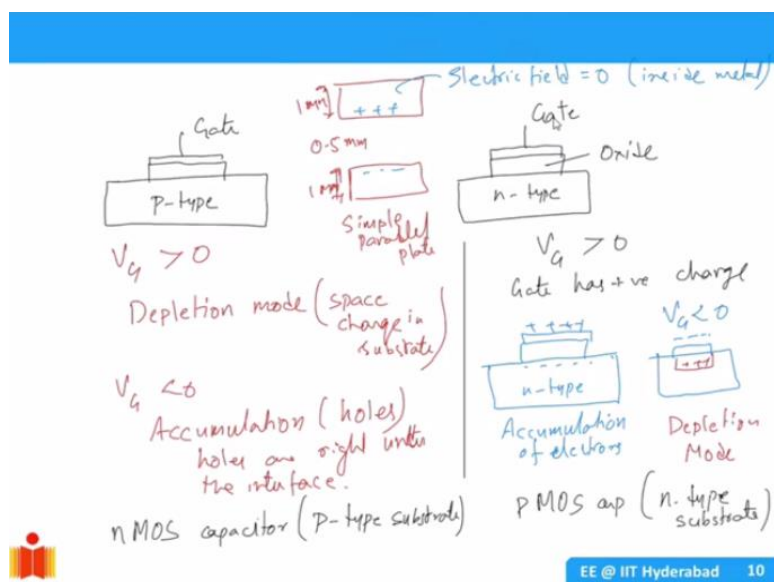 Electric field = 0 (inside metal)
1 mm
+ + +
Gate
0.5 mm
Gate
Oxide
p-type
1 mm
- - -
n-type
Simple
parallel
plate
VG > 0
VG > 0
Gate has +ve charge
Depletion mode (space
charge in
substrate)
+ + + +
VG < 0
- - - -
- - - - - -
+ + +
n-type
VG < 0
Accumulation (holes)
holes are right under
the interface.
Accumulation
of electrons
Depletion
Mode
nMOS capacitor (p-type substrate)
PMOS cap (n-type
substrate)
EE @ IIT Hyderabad 10